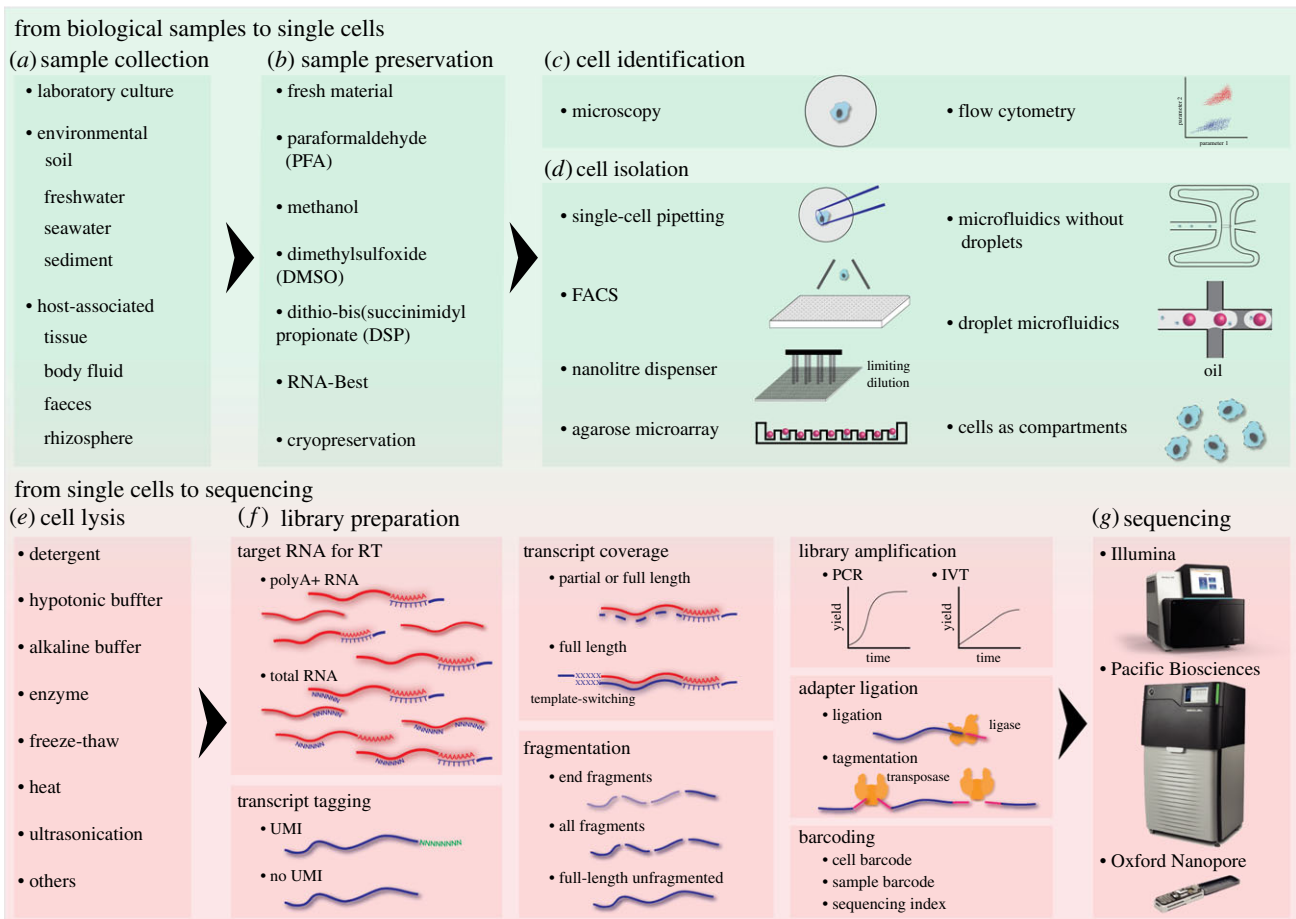 from biological samples to single cells
(a) sample collection
• laboratory culture
• environmental
soil
freshwater
seawater
sediment
• host-associated
tissue
body fluid
faeces
rhizosphere
(b) sample preservation
• fresh material
• paraformaldehyde
(PFA)
• methanol
• dimethylsulfoxide
(DMSO)
• dithio-bis(succinimidyl
propionate (DSP)
• RNA-Best
• cryopreservation
(c) cell identification
• microscopy
• flow cytometry
parameter 2
parameter 1
(d) cell isolation
• single-cell pipetting
• FACS
• nanolitre dispenser
limiting
dilution
• agarose microarray
• microfluidics without
droplets
• droplet microfluidics
oil
• cells as compartments
from single cells to sequencing
(e) cell lysis
• detergent
• hypotonic buffter
• alkaline buffer
• enzyme
• freeze-thaw
• heat
• ultrasonication
• others
(f) library preparation
target RNA for RT
• polyA+ RNA
• total RNA
transcript tagging
• UMI
NNNNNNNN
• no UMI
transcript coverage
• partial or full length
• full length
XXXXX
XXXXX
template-switching
fragmentation
• end fragments
• all fragments
• full-length unfragmented
library amplification
• PCR
yield
time
• IVT
yield
time
adapter ligation
• ligation
ligase
• tagmentation
transposase
barcoding
• cell barcode
• sample barcode
• sequencing index
(g) sequencing
• Illumina
• Pacific Biosciences
• Oxford Nanopore